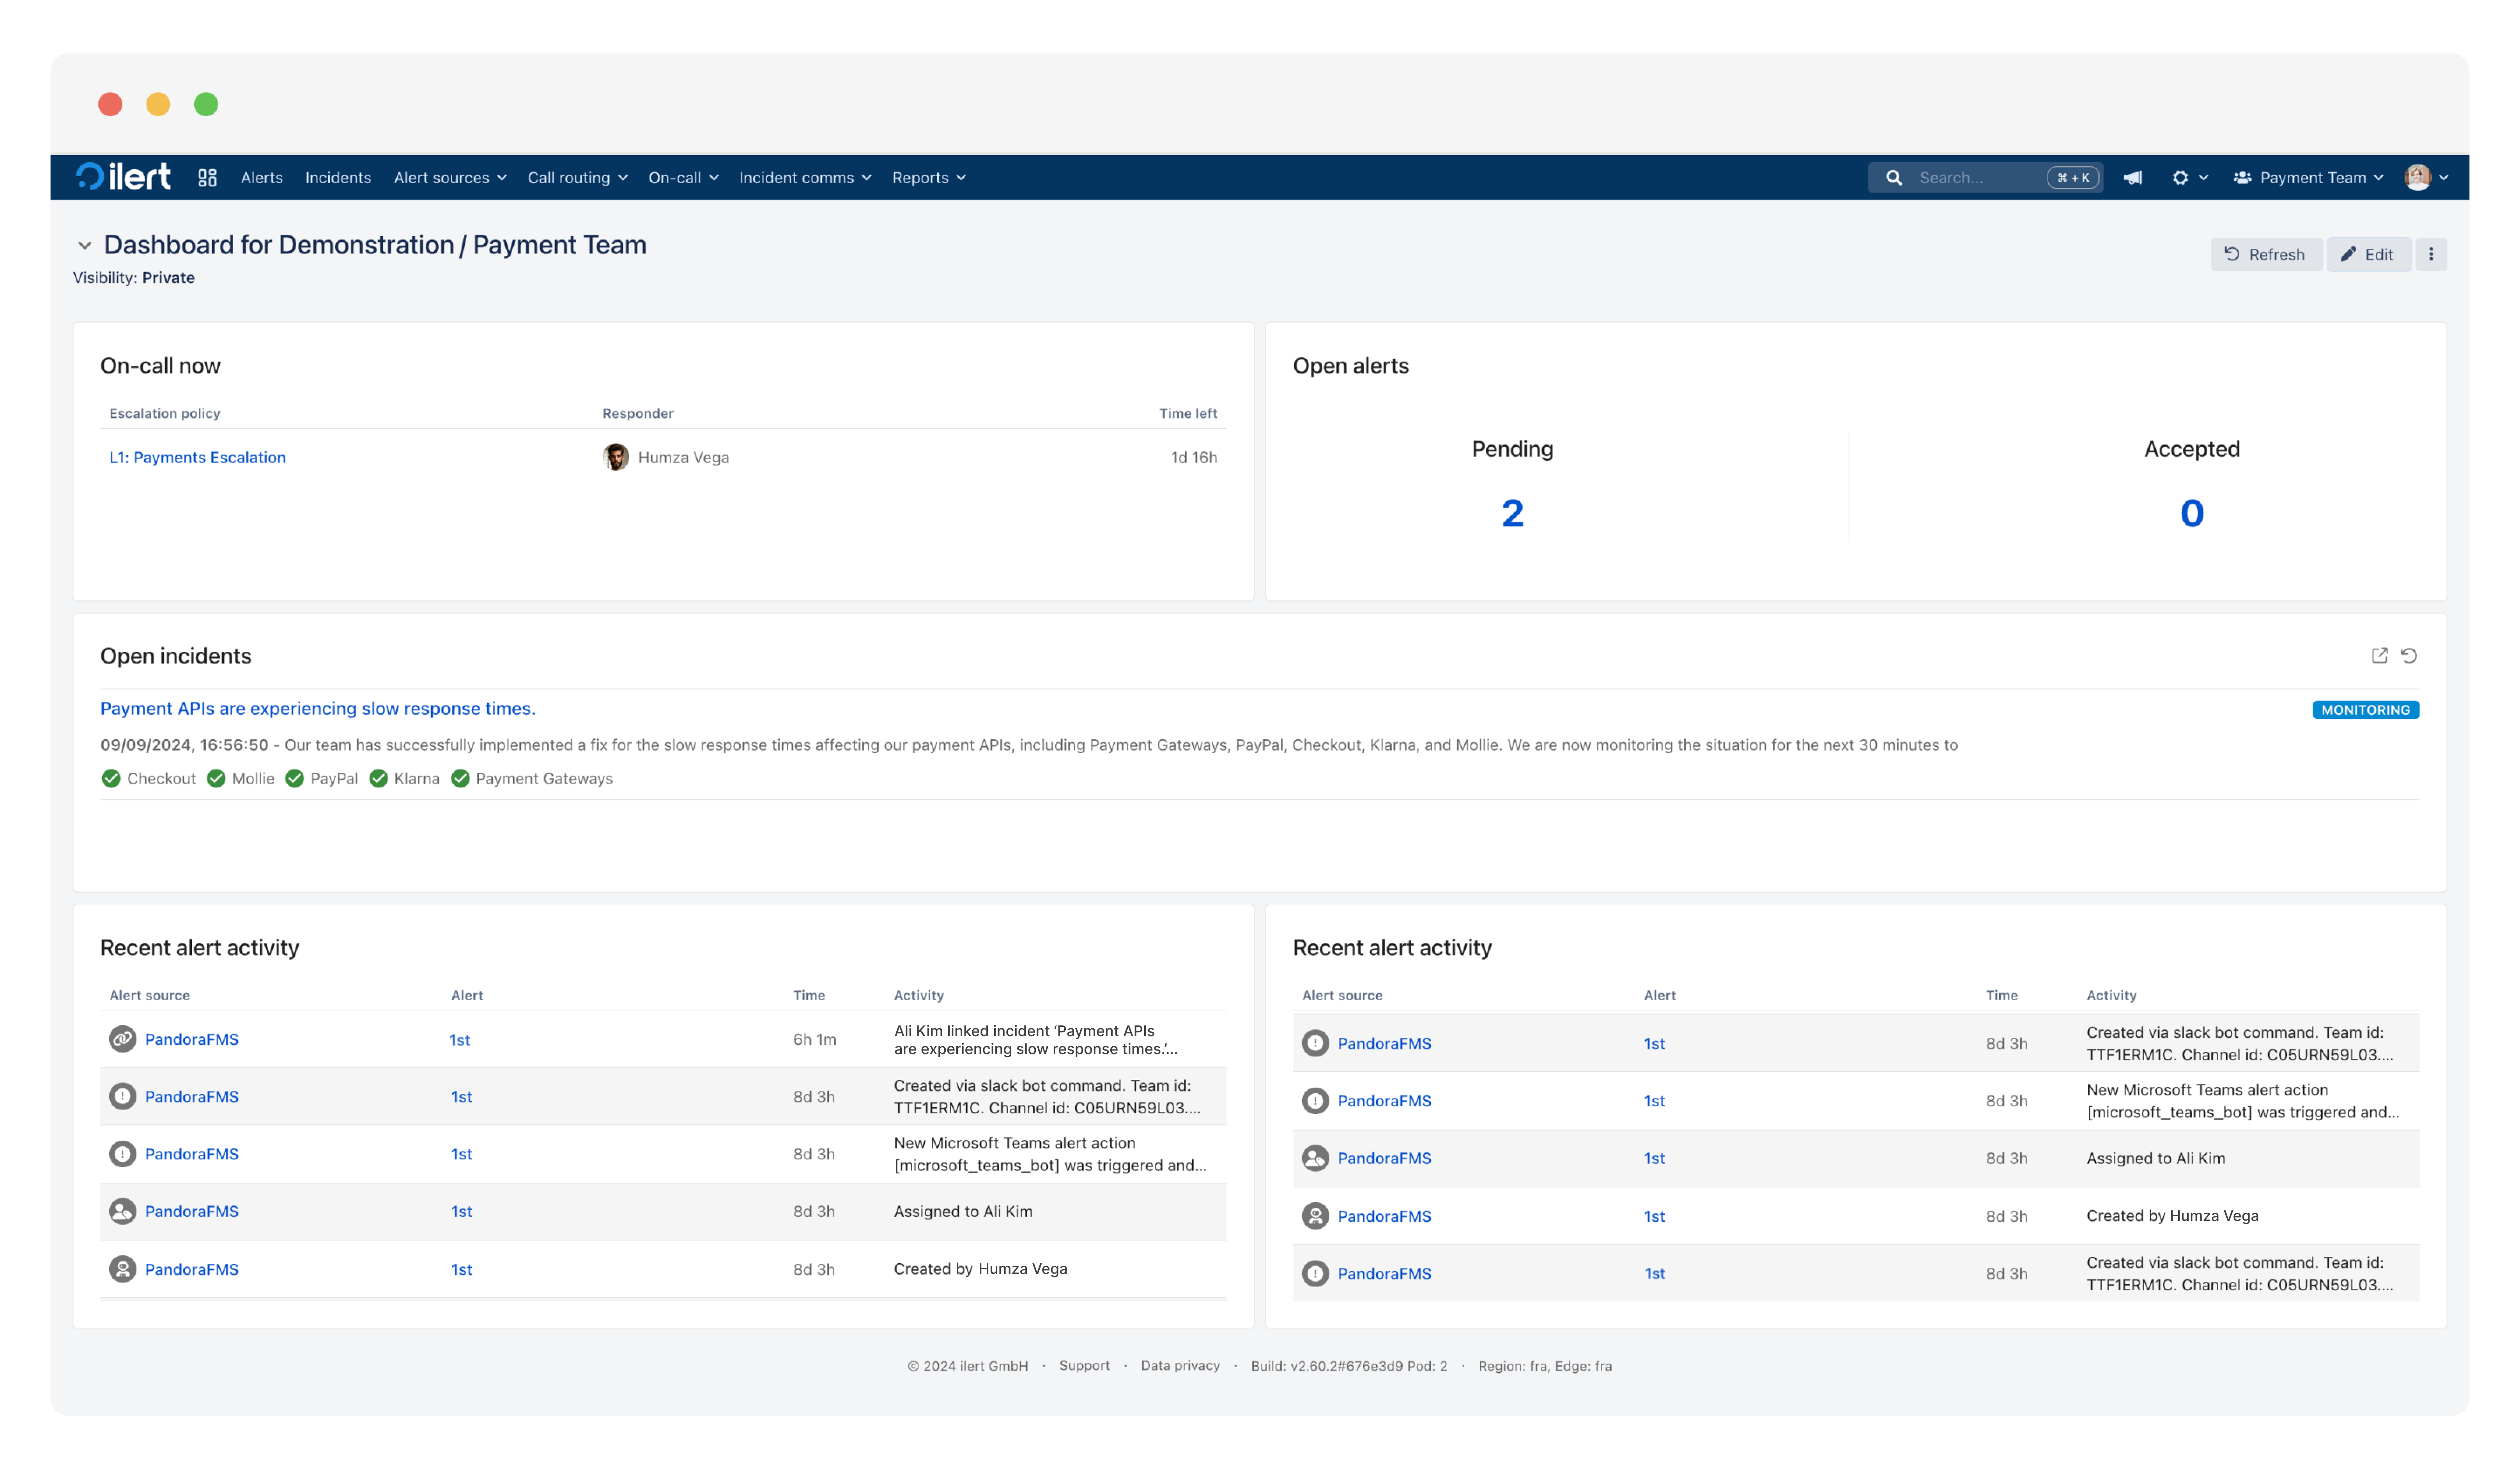 ilert Alerts Incidents Alert sources Call routing On-call Incident comms Reports Search... ⌘ + K Payment Team
Dashboard for Demonstration / Payment Team
Visibility: Private
Refresh Edit
On-call now
Escalation policy Responder Time left
L1: Payments Escalation Humza Vega 1d 16h
Open alerts
Pending Accepted
2 0
Open incidents
Payment APIs are experiencing slow response times. MONITORING
09/09/2024, 16:56:50 - Our team has successfully implemented a fix for the slow response times affecting our payment APIs, including Payment Gateways, PayPal, Checkout, Klarna, and Mollie. We are now monitoring the situation for the next 30 minutes to
Checkout Mollie PayPal Klarna Payment Gateways
Recent alert activity
Alert source Alert Time Activity
PandoraFMS 1st 6h 1m Ali Kim linked incident ‘Payment APIs
are experiencing slow response times.’...
PandoraFMS 1st 8d 3h Created via slack bot command. Team id:
TTF1ERM1C. Channel id: C05URN59L03....
PandoraFMS 1st 8d 3h New Microsoft Teams alert action
[microsoft_teams_bot] was triggered and...
PandoraFMS 1st 8d 3h Assigned to Ali Kim
PandoraFMS 1st 8d 3h Created by Humza Vega
Recent alert activity
Alert source Alert Time Activity
PandoraFMS 1st 8d 3h Created via slack bot command. Team id:
TTF1ERM1C. Channel id: C05URN59L03....
PandoraFMS 1st 8d 3h New Microsoft Teams alert action
[microsoft_teams_bot] was triggered and...
PandoraFMS 1st 8d 3h Assigned to Ali Kim
PandoraFMS 1st 8d 3h Created by Humza Vega
PandoraFMS 1st 8d 3h Created via slack bot command. Team id:
TTF1ERM1C. Channel id: C05URN59L03....
© 2024 ilert GmbH · Support · Data privacy · Build: v2.60.2#676e3d9 Pod: 2 · Region: fra, Edge: fra